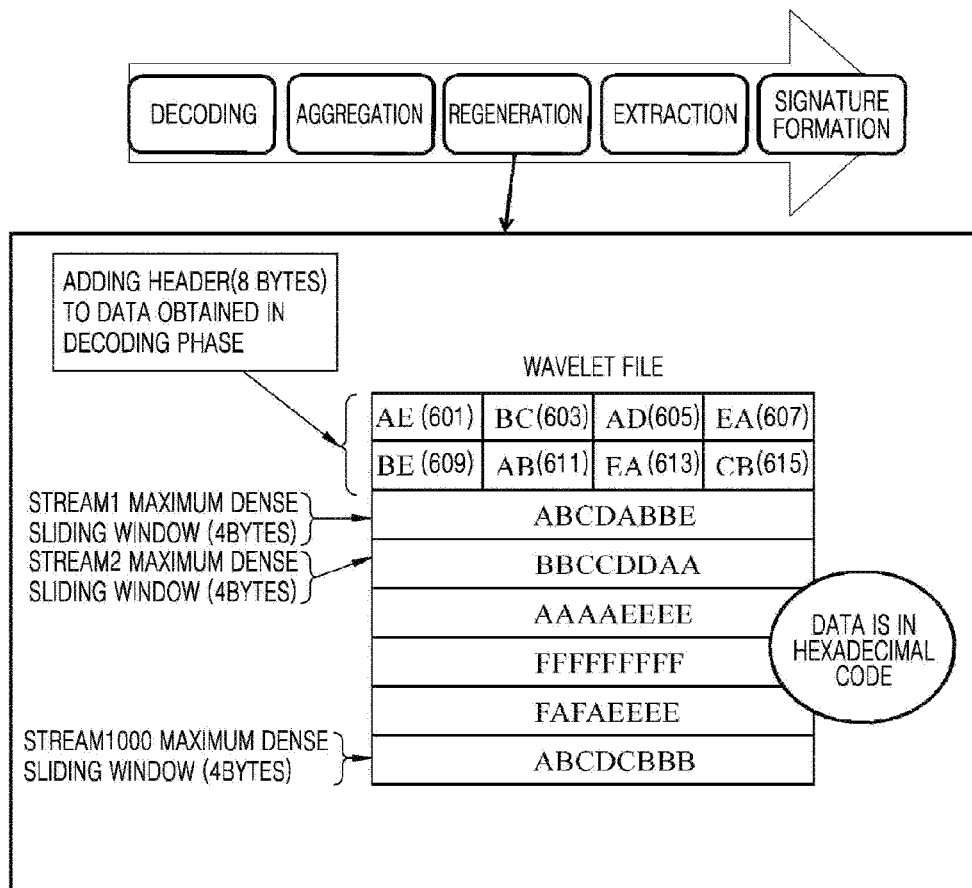 DECODING
AGGREGATION
REGENERATION
EXTRACTION
SIGNATURE
FORMATION
ADDING HEADER(8 BYTES)
TO DATA OBTAINED IN
DECODING PHASE
WAVELET FILE
AE (601) BC(603) AD(605) EA(607)
BE (609) AB(611) EA(613) CB(615)
STREAM1 MAXIMUM DENSE
SLIDING WINDOW (4BYTES)
ABCDABBE
STREAM2 MAXIMUM DENSE
SLIDING WINDOW (4BYTES)
BBCCDDAA
AAAAEEEE
FFFFFFFFF
FAFAEEEE
DATA IS IN
HEXADECIMAL
CODE
STREAM1000 MAXIMUM DENSE
SLIDING WINDOW (4BYTES)
ABCDCBBB